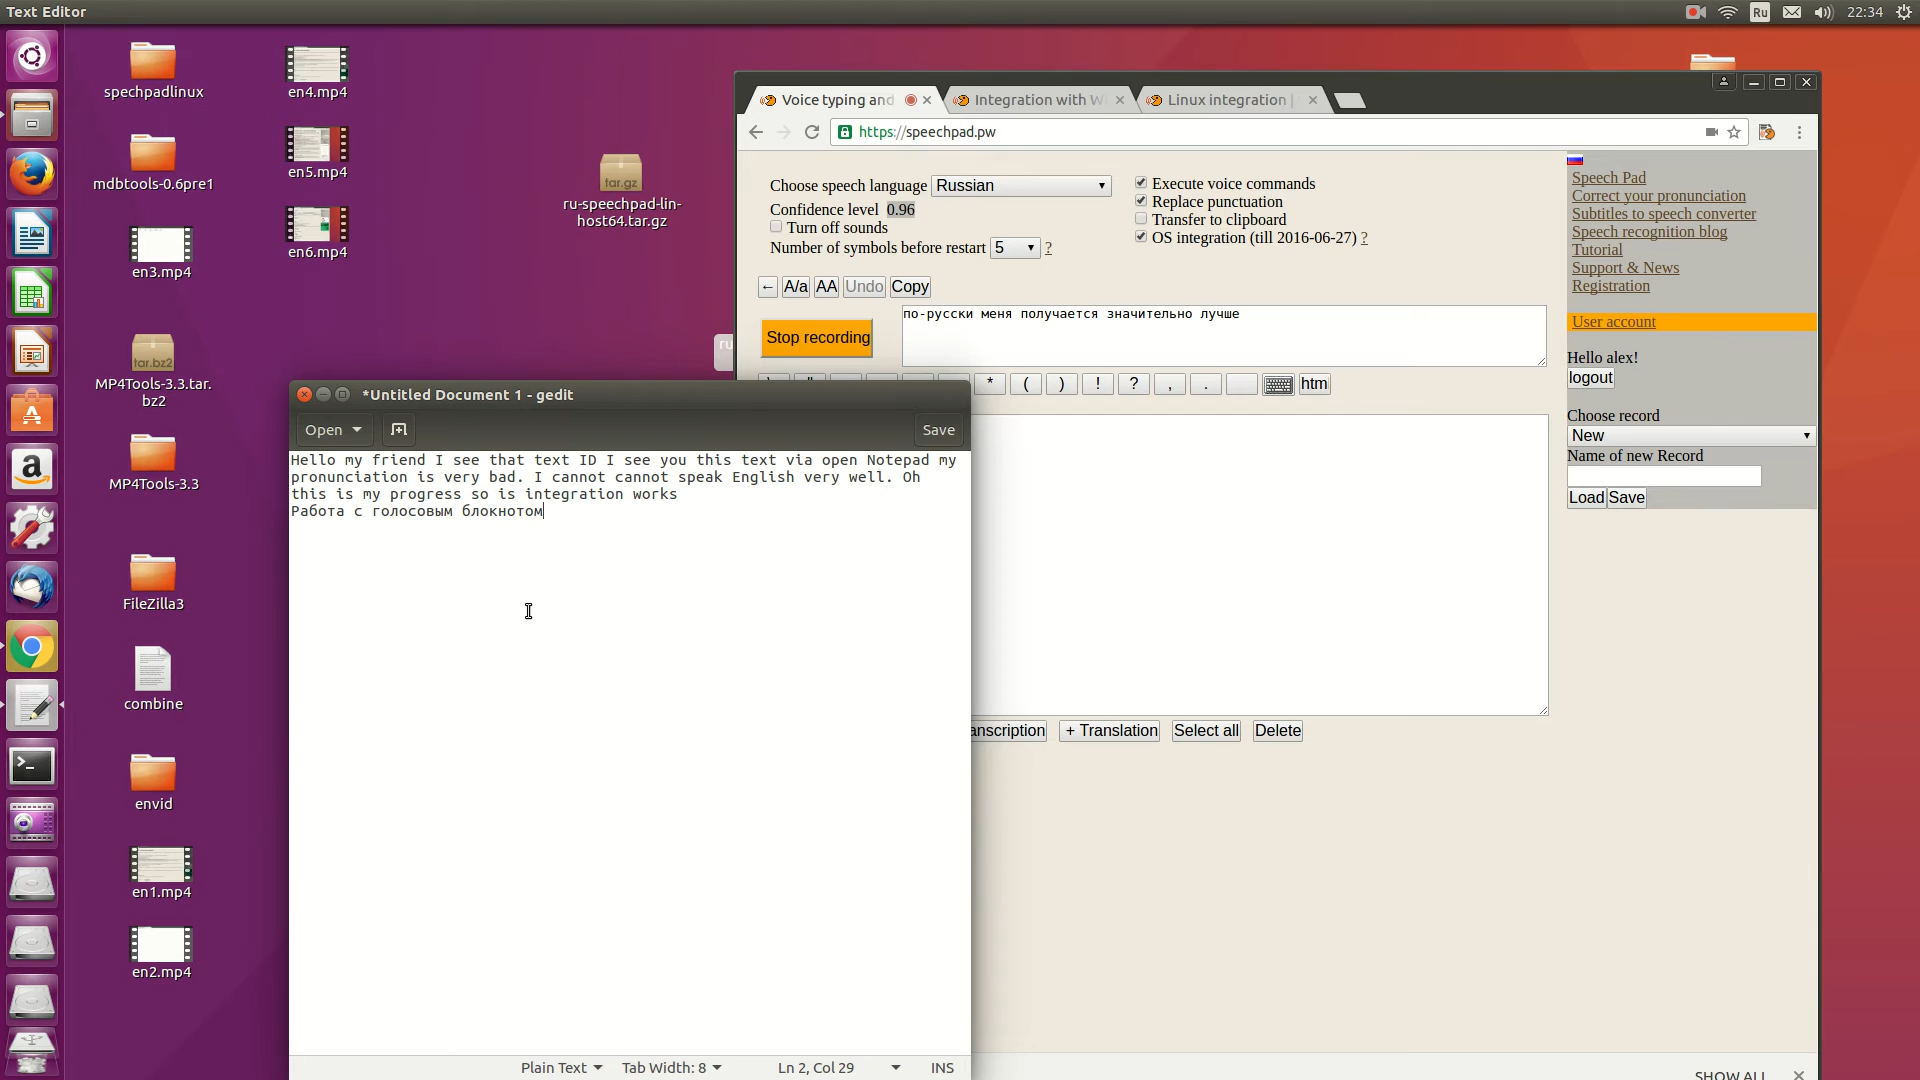 Text Editor
Ru
22:34
spechpadlinux
en4.mp4
mdbtools-0.6pre1
en5.mp4
tar.gz
ru-speechpad-lin-
host64.tar.gz
en3.mp4
en6.mp4
tar.bz2
MP4Tools-3.3.tar.
bz2
MP4Tools-3.3
FileZilla3
combine
envid
en1.mp4
en2.mp4
ru
Voice typing and
Integration with W
Linux integration |
https://speechpad.pw
Choose speech language Russian
Confidence level 0.96
Turn off sounds
Number of symbols before restart 5 ?
Execute voice commands
Replace punctuation
Transfer to clipboard
OS integration (till 2016-06-27) ?
← A/a AA Undo Copy
Stop recording
по-русски меня получается значительно лучше
* ( ) ! ? , . htm
anscription + Translation Select all Delete
Speech Pad
Correct your pronunciation
Subtitles to speech converter
Speech recognition blog
Tutorial
Support & News
Registration
User account
Hello alex!
logout
Choose record
New
Name of new Record
Load Save
SHOW ALL
*Untitled Document 1 - gedit
Open Save
Hello my friend I see that text ID I see you this text via open Notepad my
pronunciation is very bad. I cannot cannot speak English very well. Oh
this is my progress so is integration works
Работа с голосовым блокнотом
Plain Text Tab Width: 8 Ln 2, Col 29 INS